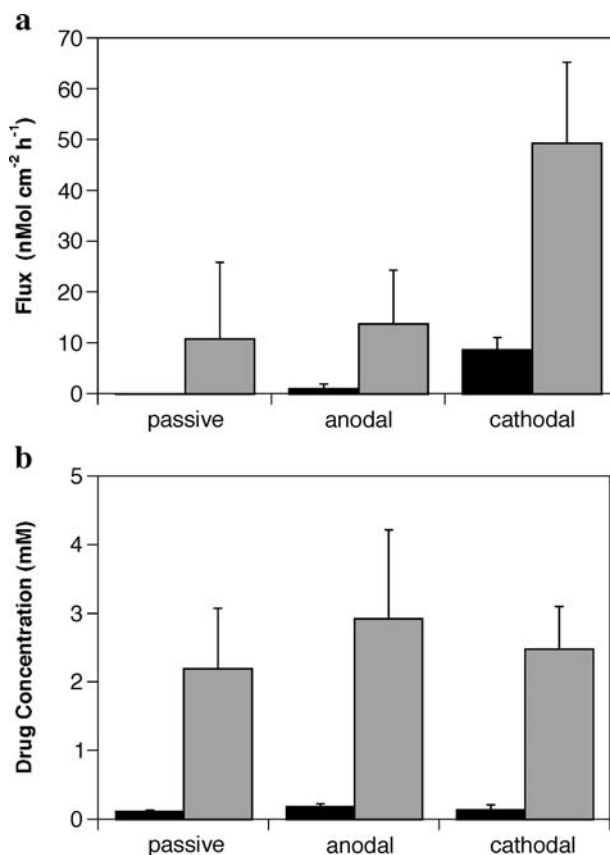 a
Flux (nMol cm⁻² h⁻¹)
70
60
50
40
30
20
10
0
passive anodal cathodal
b
Drug Concentration (mM)
5
4
3
2
1
0
passive anodal cathodal